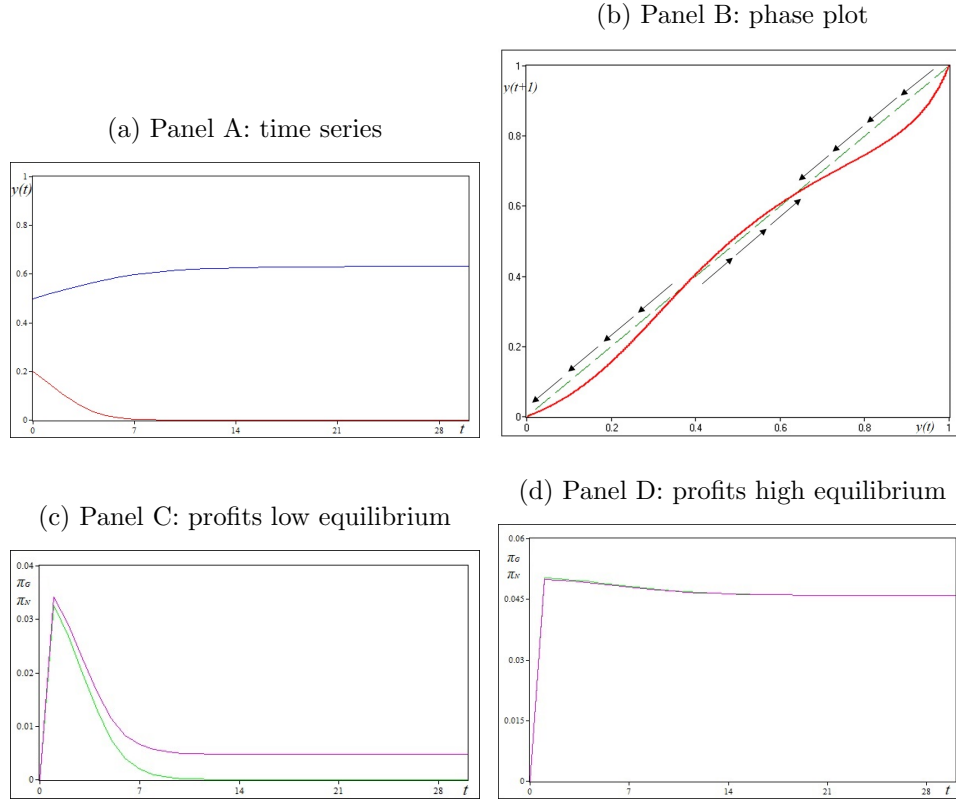 (b) Panel B: phase plot
(a) Panel A: time series
1
y(t)
0.8
0.6
0.4
0.2
0
0 7 14 21 28 t
1
y(t+1)
0.8
0.6
0.4
0.2
0
0 0.2 0.4 0.6 0.8 y(t) 1
(c) Panel C: profits low equilibrium
(d) Panel D: profits high equilibrium
0.04
πG
πN
0.03
0.02
0.01
0
0 7 14 21 28 t
0.06
πG
πN
0.045
0.03
0.015
0
0 7 14 21 28 t